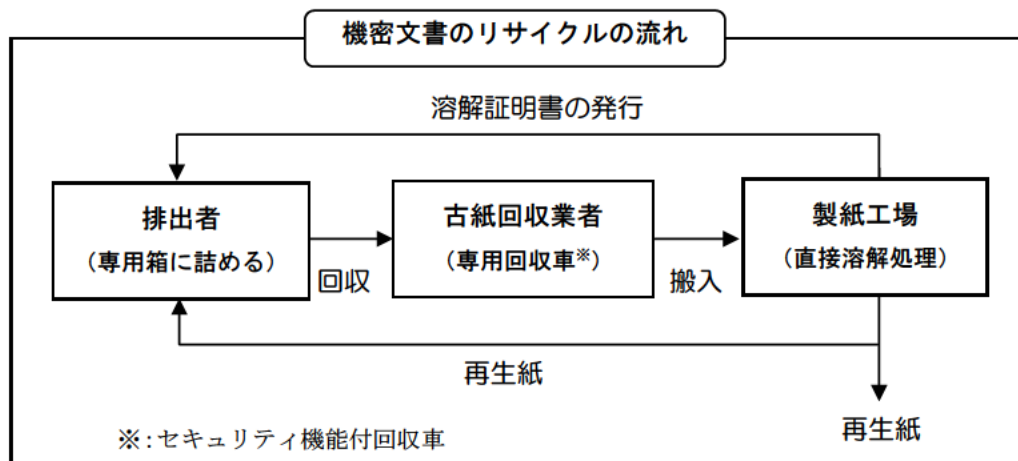 機密文書のリサイクルの流れ
溶解証明書の発行
排出者
（専用箱に詰める）
回収
古紙回収業者
（専用回収車※）
搬入
製紙工場
（直接溶解処理）
再生紙
再生紙
※：セキュリティ機能付回収車